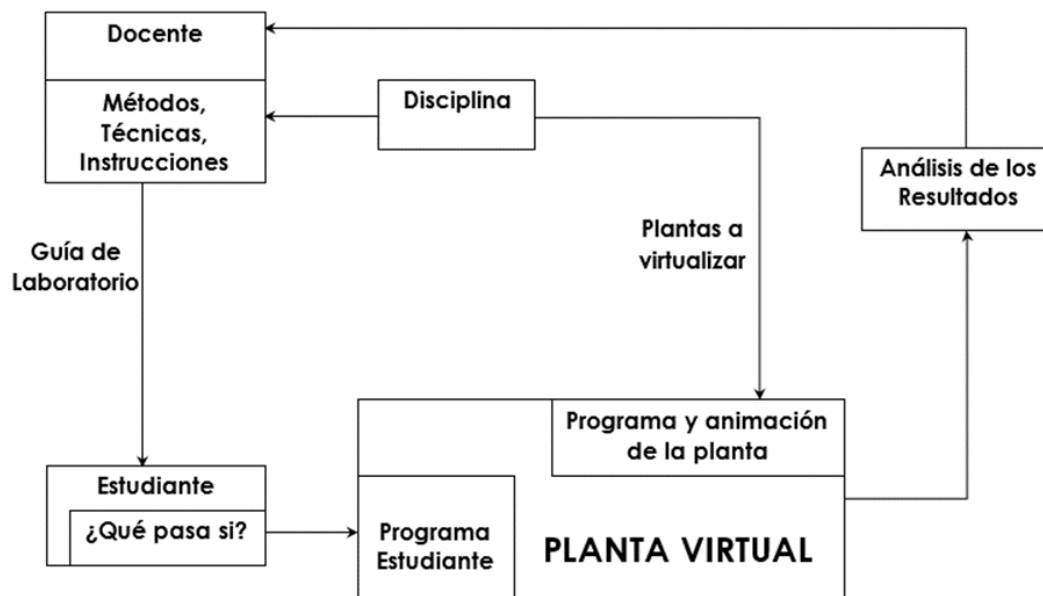 Docente
Métodos,
Técnicas,
Instrucciones
Disciplina
Análisis de los
Resultados
Guía de
Laboratorio
Plantas a
virtualizar
Programa y animación
de la planta
Estudiante
¿Qué pasa si?
Programa
Estudiante
PLANTA VIRTUAL